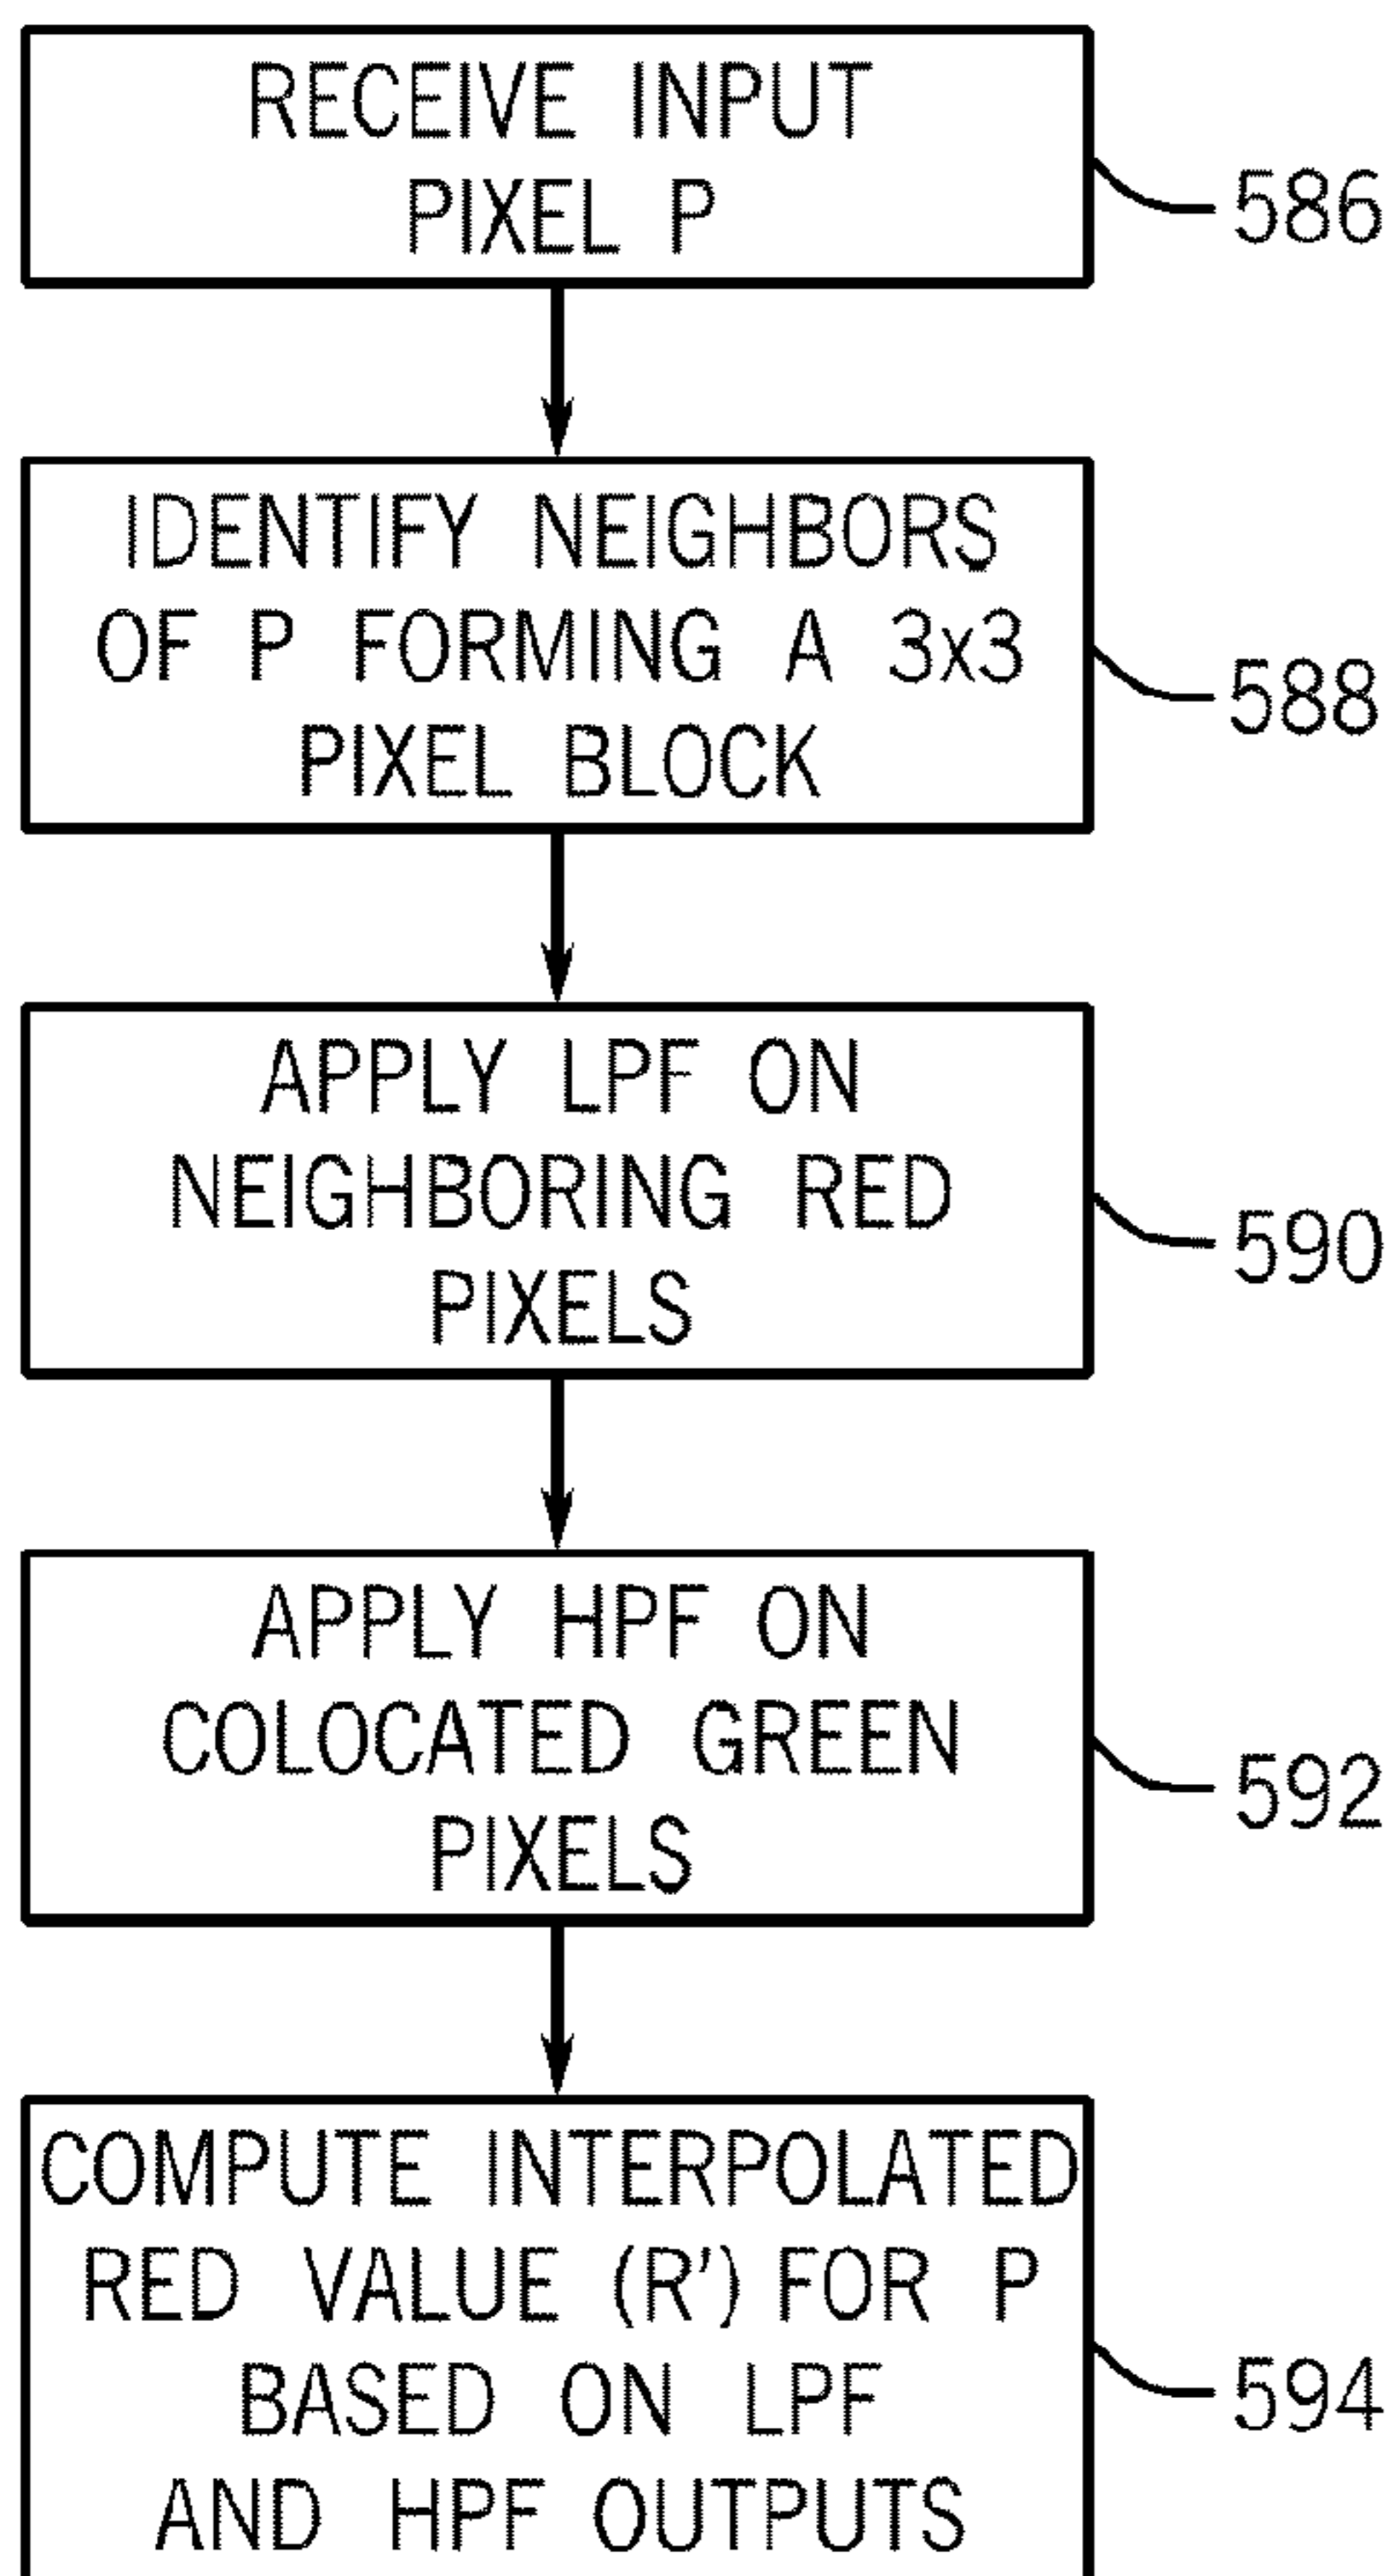 RECEIVE INPUT
PIXEL P
586
IDENTIFY NEIGHBORS
OF P FORMING A 3x3
PIXEL BLOCK
588
APPLY LPF ON
NEIGHBORING RED
PIXELS
590
APPLY HPF ON
COLOCATED GREEN
PIXELS
592
COMPUTE INTERPOLATED
RED VALUE (R') FOR P
BASED ON LPF
AND HPF OUTPUTS
594